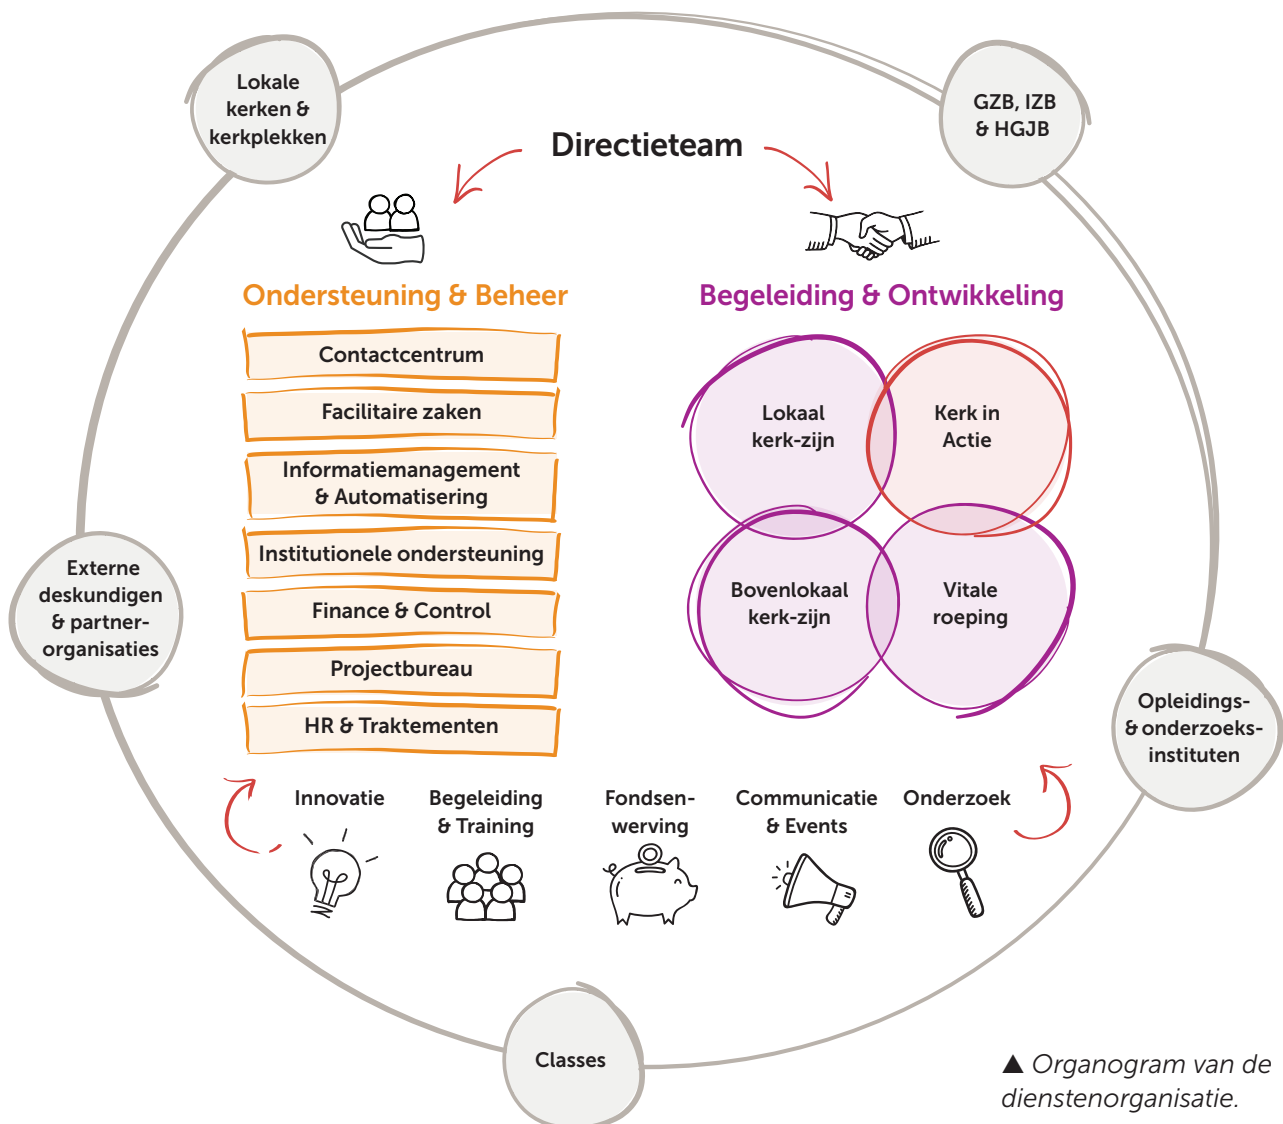 Lokale
kerken &
kerkplekken
GZB, IZB
& HGJB
Directieteam
Ondersteuning & Beheer
Contactcentrum
Facilitaire zaken
Informatiemanagement
& Automatisering
Institutionele ondersteuning
Finance & Control
Projectbureau
HR & Traktementen
Begeleiding & Ontwikkeling
Lokaal
kerk-zijn
Kerk in
Actie
Bovenlokaal
kerk-zijn
Vitale
roeping
Externe
deskundigen
& partner-
organisaties
Opleidings-
& onderzoeks-
instituten
Innovatie
Begeleiding
& Training
Fondsen-
werving
Communicatie
& Events
Onderzoek
Classes
▲ Organogram van de
dienstenorganisatie.